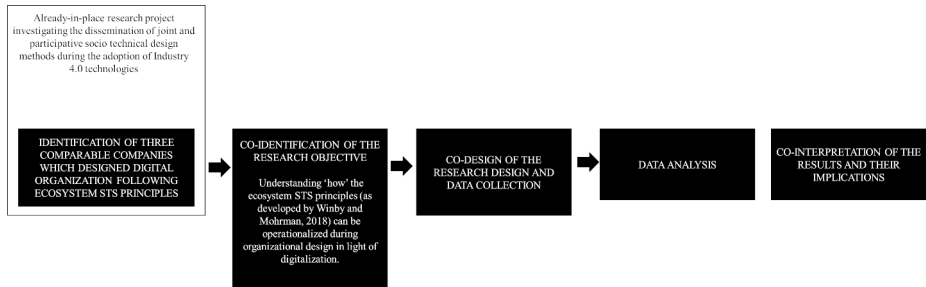 Already-in-place research project
investigating the dissemination of joint and
participative socio technical design
methods during the adoption of Industry
4.0 technologies
IDENTIFICATION OF THREE
COMPARABLE COMPANIES
WHICH DESIGNED DIGITAL
ORGANIZATION FOLLOWING
ECOSYSTEM STS PRINCIPLES
CO-IDENTIFICATION OF THE
RESEARCH OBJECTIVE
Understanding ‘how’ the
ecosystem STS principles (as
developed by Winby and
Mohrman, 2018) can be
operationalized during
organizational design in light of
digitalization.
CO-DESIGN OF THE
RESEARCH DESIGN AND
DATA COLLECTION
DATA ANALYSIS
CO-INTERPRETATION OF THE
RESULTS AND THEIR
IMPLICATIONS